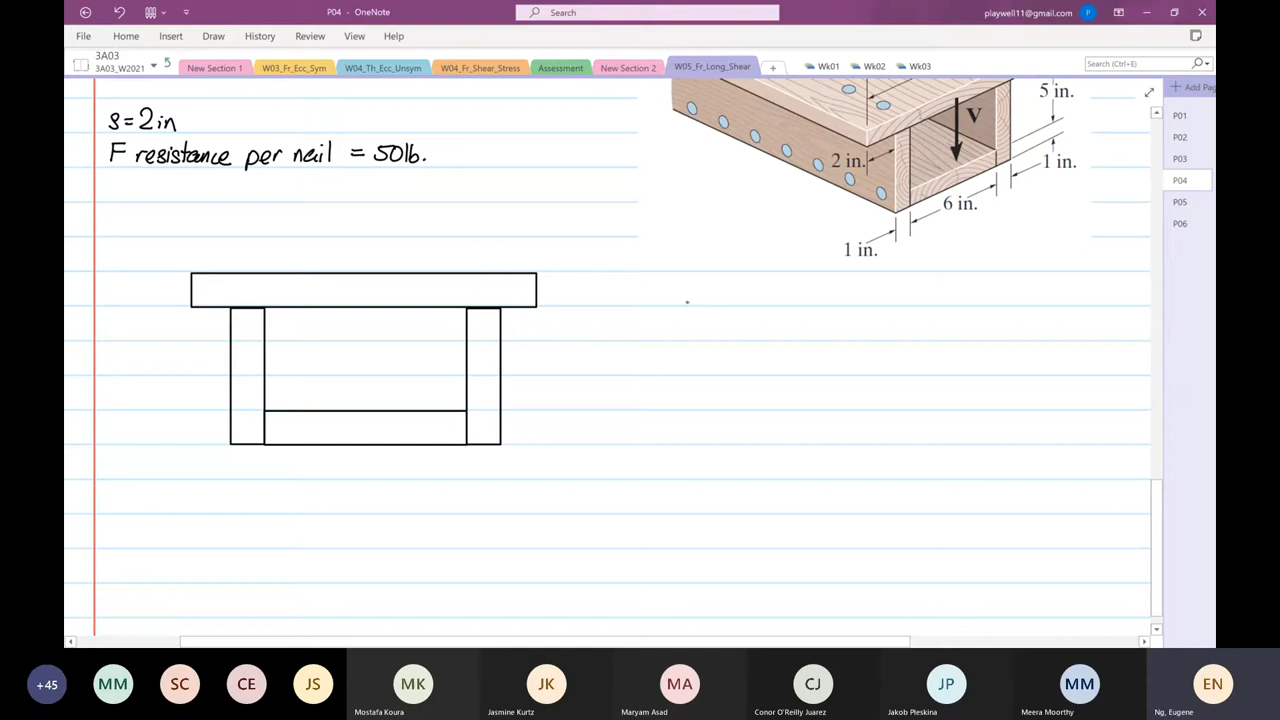 P04 - OneNote
Search
playwell11@gmail.com
P
File
Home
Insert
Draw
History
Review
View
Help
3A03
3A03_W2021
5
New Section 1
W03_Fr_Ecc_Sym
W04_Th_Ecc_Unsym
W04_Fr_Shear_Stress
Assessment
New Section 2
W05_Fr_Long_Shear
+
Wk01
Wk02
Wk03
Search (Ctrl+E)
Add Pag
P01
P02
P03
P04
P05
P06
s = 2 in
F resistance per nail = 50lb.
5 in.
V
2 in.
1 in.
6 in.
1 in.
+45
MM
SC
CE
JS
MK
JK
MA
CJ
JP
MM
EN
Mostafa Koura
Jasmine Kurtz
Maryam Asad
Conor O'Reilly Juarez
Jakob Pleskina
Meera Moorthy
Ng, Eugene